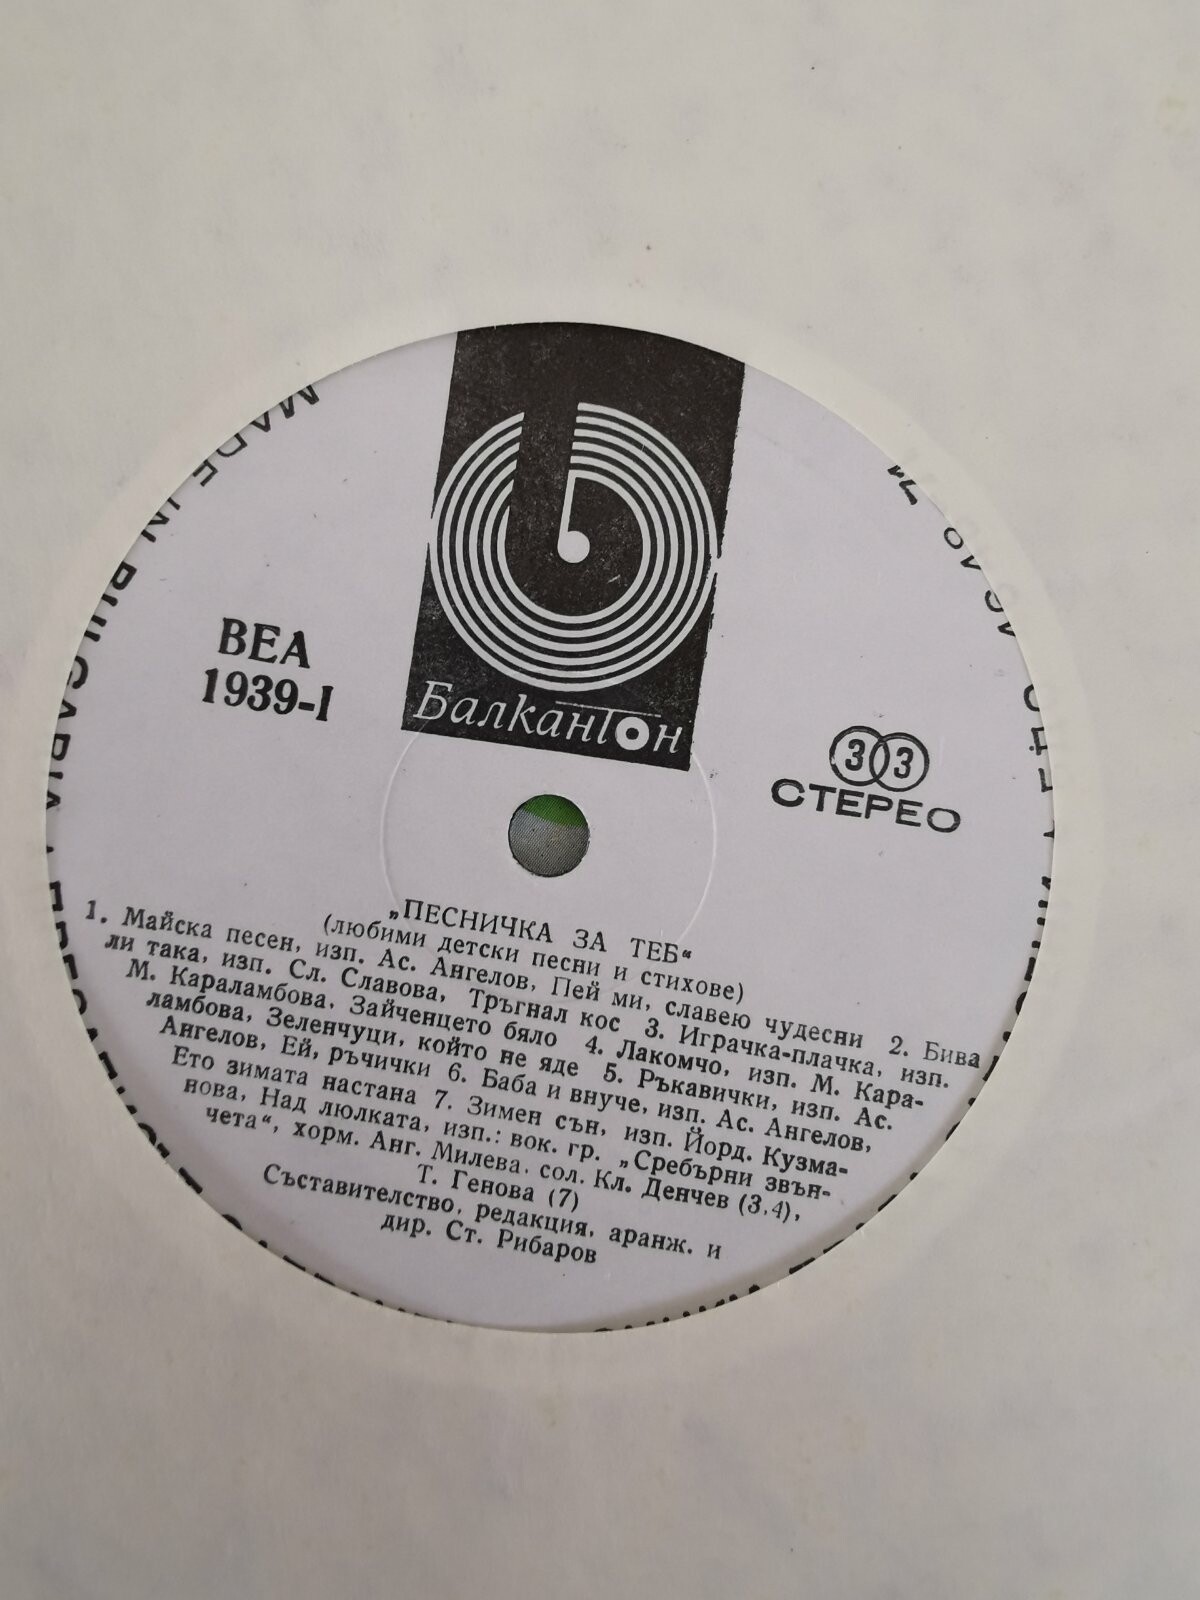 MADE IN BULGARIA
Балкантон
ВЕА
1939-I
33
СТЕРЕО
„ПЕСНИЧКА ЗА ТЕБ“
(любими детски песни и стихове)
1. Майска песен, изп. Ас. Ангелов, Пей ми, славею чудесни 2. Бива
ли така, изп. Сл. Славова, Тръгнал кос 3. Играчка-плачка, изп.
М. Караламбова, Зайченцето бяло 4. Лакомчо, изп. М. Кара-
ламбова, Зеленчуци, който не яде 5. Ръкавички, изп. Ас.
Ангелов, Ей, ръчички 6. Баба и внуче, изп. Ас. Ангелов,
Ето зимата настана 7. Зимен сън, изп. Йорд. Кузма-
нова, Над люлката, изп.: вок. гр. „Сребърни звън-
чета“, хорм. Анг. Милева. сол. Кл. Денчев (3,4),
Т. Генова (7)
Съставителство, редакция, аранж. и
дир. Ст. Рибаров